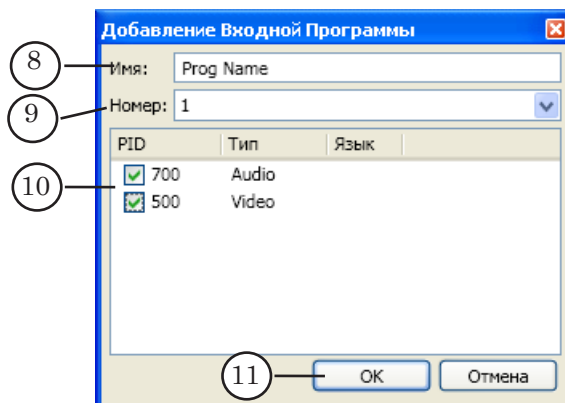 Добавление Входной Программы
8 Имя: Prog Name
9 Номер: 1
PID Тип Язык
10 700 Audio
500 Video
11 OK Отмена